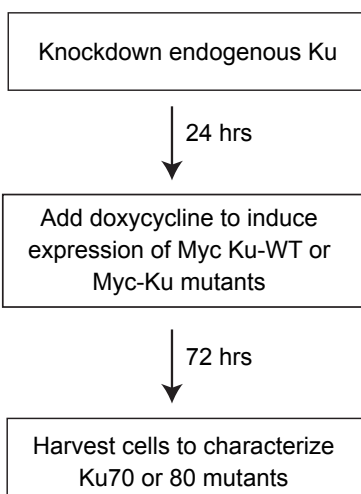 Knockdown endogenous Ku
24 hrs
Add doxycycline to induce
expression of Myc Ku-WT or
Myc-Ku mutants
72 hrs
Harvest cells to characterize
Ku70 or 80 mutants